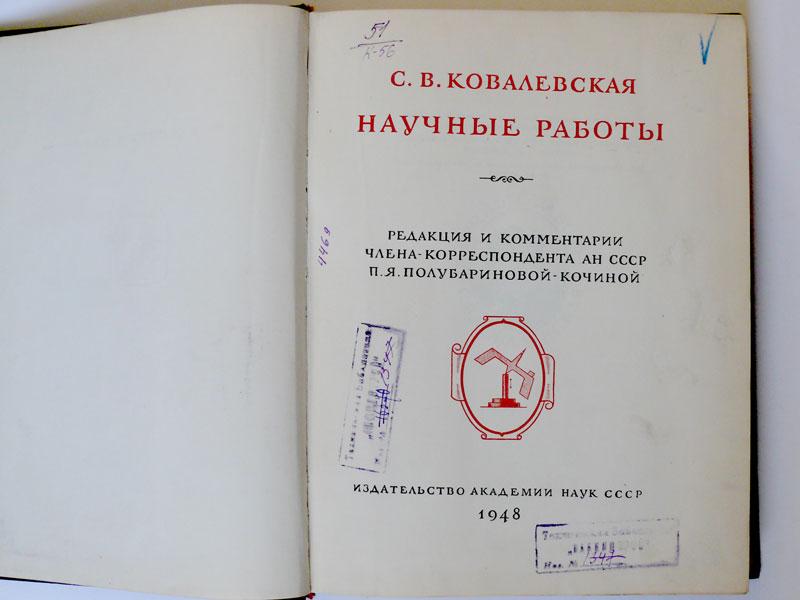 51
К-56
С. В. КОВАЛЕВСКАЯ
НАУЧНЫЕ РАБОТЫ
РЕДАКЦИЯ И КОММЕНТАРИИ
ЧЛЕНА-КОРРЕСПОНДЕНТА АН СССР
П. Я. ПОЛУБАРИНОВОЙ-КОЧИНОЙ
4469
ИЗДАТЕЛЬСТВО АКАДЕМИИ НАУК СССР
1948